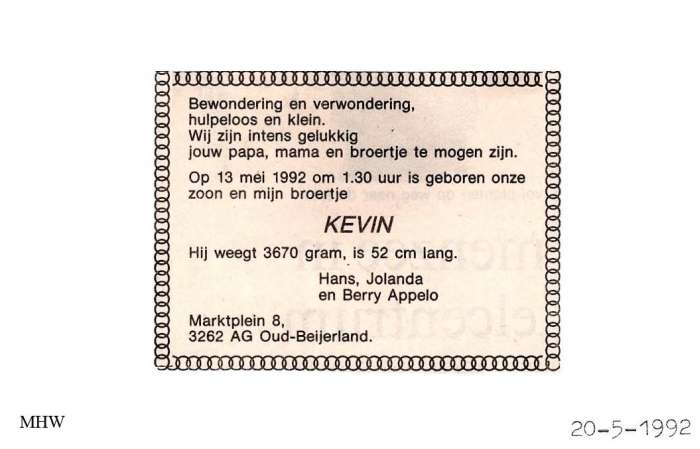 Bewondering en verwondering,
hulpeloos en klein.
Wij zijn intens gelukkig
jouw papa, mama en broertje te mogen zijn.
Op 13 mei 1992 om 1.30 uur is geboren onze
zoon en mijn broertje
KEVIN
Hij weegt 3670 gram, is 52 cm lang.
Hans, Jolanda
en Berry Appelo
Marktplein 8,
3262 AG Oud-Beijerland.
MHW
20-5-1992